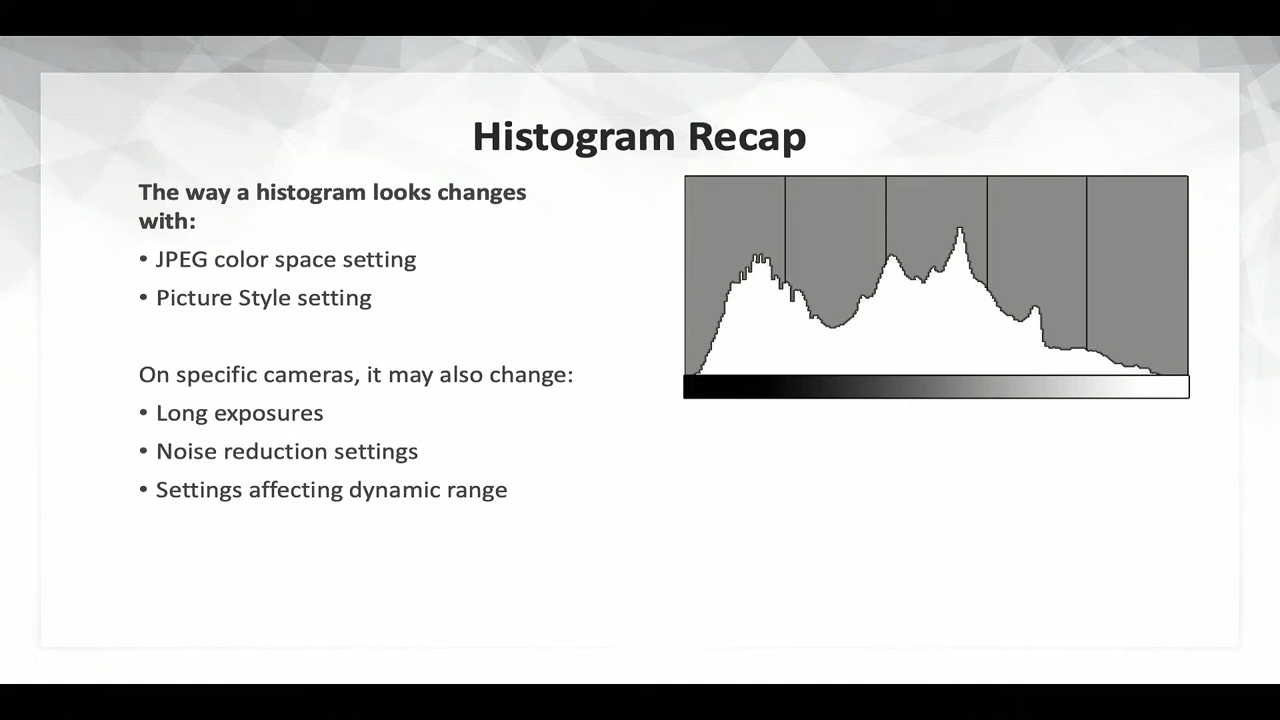 Histogram Recap
The way a histogram looks changes
with:
• JPEG color space setting
• Picture Style setting
On specific cameras, it may also change:
• Long exposures
• Noise reduction settings
• Settings affecting dynamic range